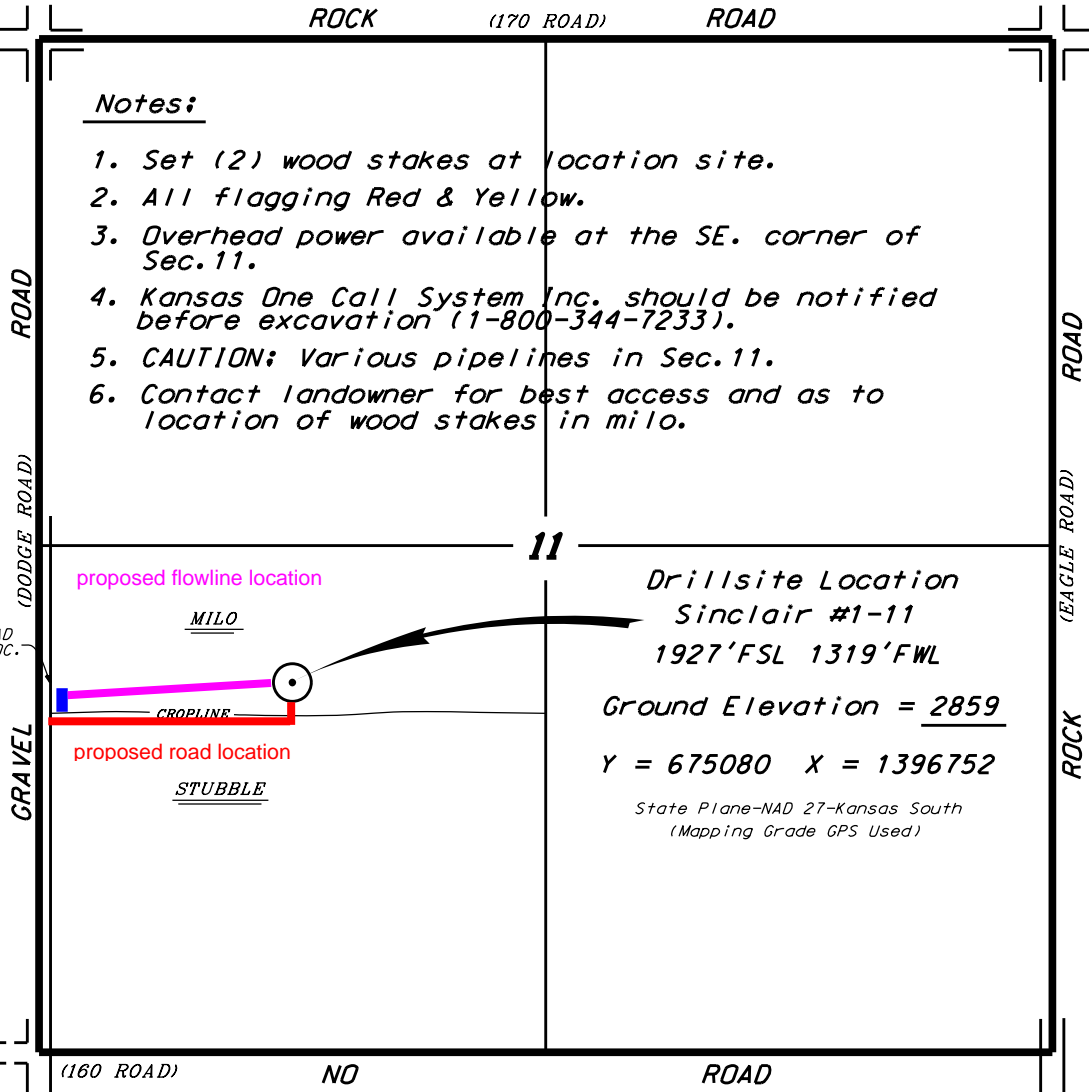 ROCK (170 ROAD) ROAD
Notes:
1. Set (2) wood stakes at location site.
2. All flagging Red & Yellow.
3. Overhead power available at the SE. corner of
Sec.11.
4. Kansas One Call System Inc. should be notified
before excavation (1-800-344-7233).
5. CAUTION: Various pipelines in Sec.11.
6. Contact landowner for best access and as to
location of wood stakes in milo.
ROAD
(DODGE ROAD)
GRAVEL
ROAD
(EAGLE ROAD)
ROCK
11
proposed flowline location
MILO
CROPLINE
proposed road location
STUBBLE
Drillsite Location
Sinclair #1-11
1927'FSL 1319'FWL
Ground Elevation = 2859
Y = 675080 X = 1396752
State Plane-NAD 27-Kansas South
(Mapping Grade GPS Used)
(160 ROAD) NO ROAD